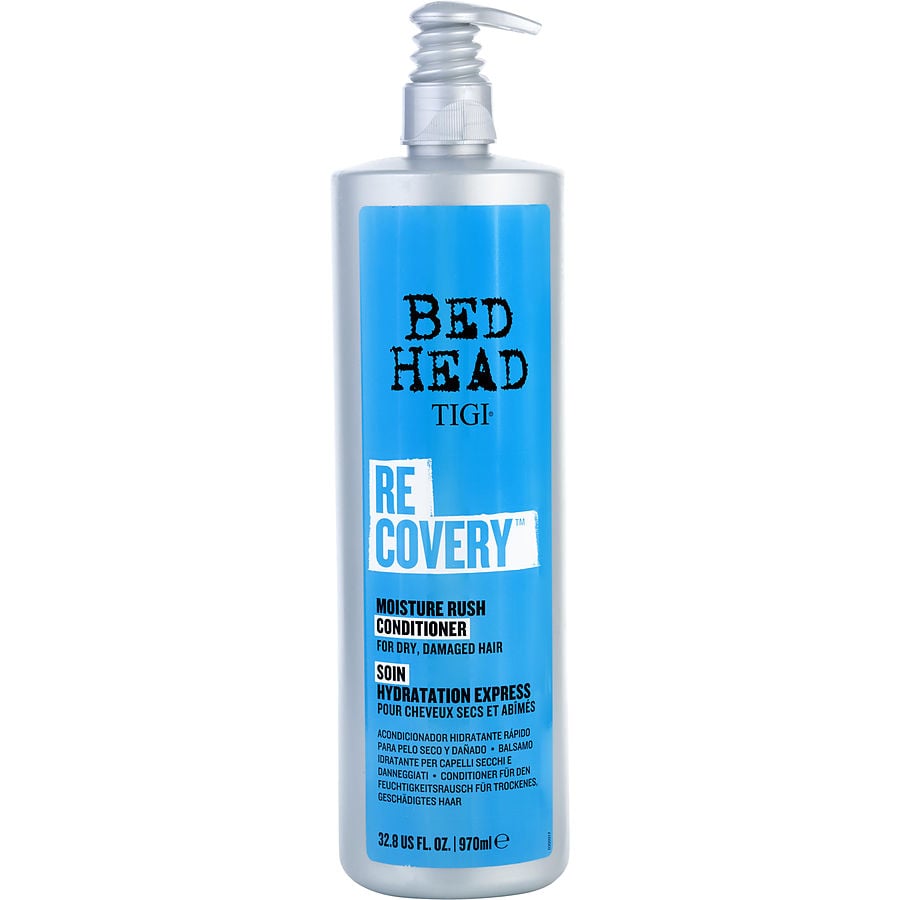 BED
HEAD
TIGI®
RE
COVERY™
MOISTURE RUSH
CONDITIONER
FOR DRY, DAMAGED HAIR
SOIN
HYDRATATION EXPRESS
POUR CHEVEUX SECS ET ABÎMÉS
ACONDICIONADOR HIDRATANTE RÁPIDO
PARA PELO SECO Y DAÑADO • BALSAMO
IDRATANTE PER CAPELLI SECCHI E
DANNEGGIATI • CONDITIONER FÜR DEN
FEUCHTIGKEITSRAUSCH FÜR TROCKENES,
GESCHÄDIGTES HAAR
32.8 US FL. OZ. | 970ml ℮